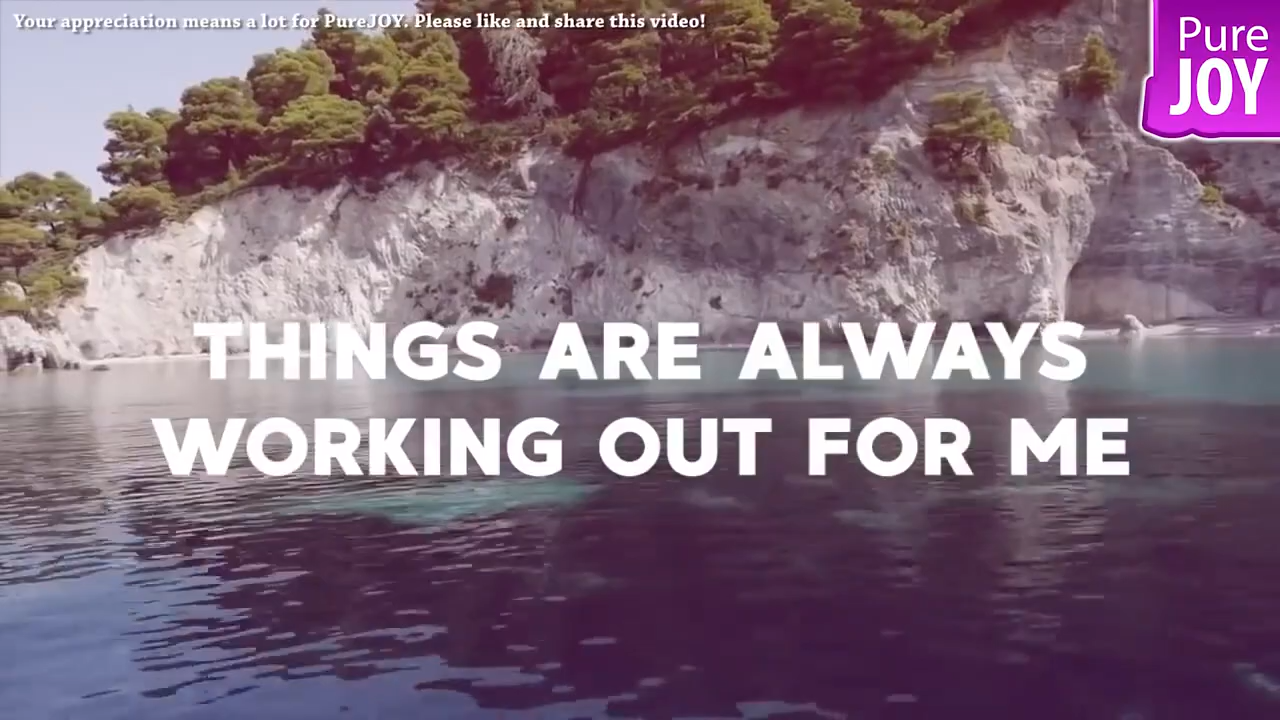 Your appreciation means a lot for PureJOY. Please like and share this video!
Pure
JOY
THINGS ARE ALWAYS
WORKING OUT FOR ME